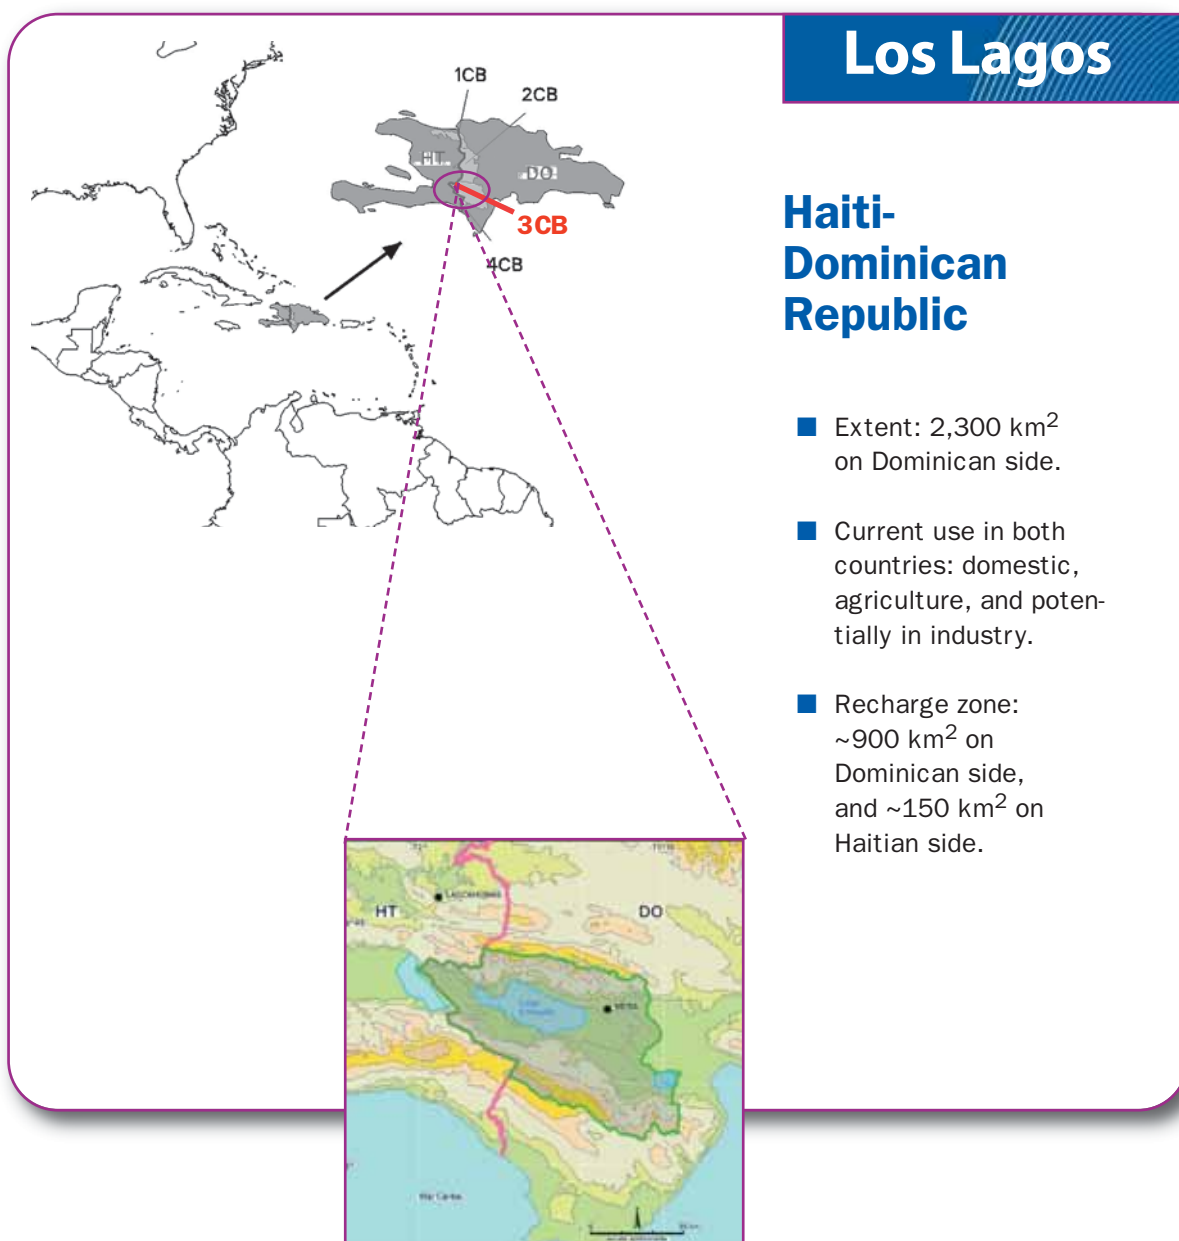 Los Lagos
1CB
2CB
HT
DO
3CB
4CB
Haiti-
Dominican
Republic
Extent: 2,300 km2
on Dominican side.
Current use in both
countries: domestic,
agriculture, and poten-
tially in industry.
Recharge zone:
~900 km2 on
Dominican side,
and ~150 km2 on
Haitian side.
HT
DO
Mar Caribe